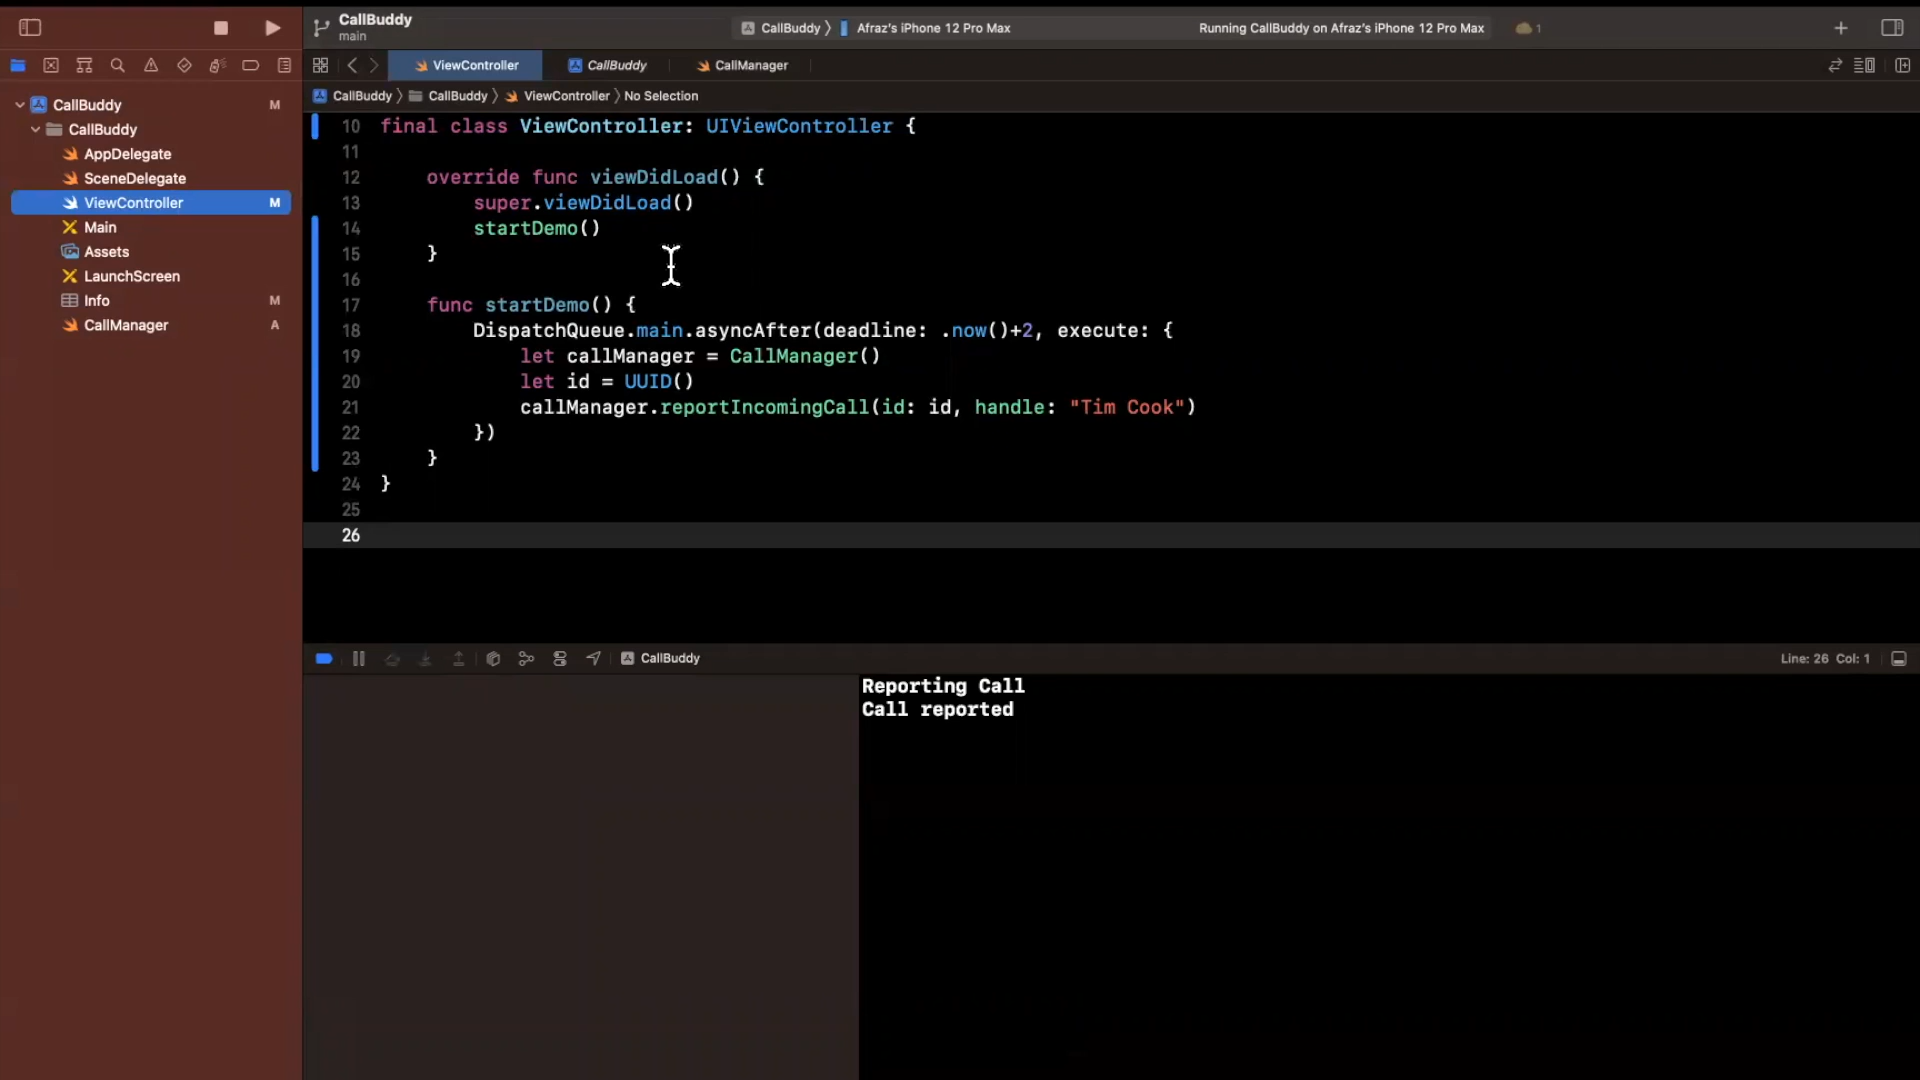 CallBuddy
main
CallBuddy
Afraz's iPhone 12 Pro Max
Running CallBuddy on Afraz's iPhone 12 Pro Max
1
ViewController
CallBuddy
CallManager
CallBuddy
CallBuddy
ViewController
No Selection
CallBuddy M
CallBuddy
AppDelegate
SceneDelegate
ViewController M
Main
Assets
LaunchScreen
Info M
CallManager A
10 final class ViewController: UIViewController {
11
12 override func viewDidLoad() {
13 super.viewDidLoad()
14 startDemo()
15 }
16
17 func startDemo() {
18 DispatchQueue.main.asyncAfter(deadline: .now()+2, execute: {
19 let callManager = CallManager()
20 let id = UUID()
21 callManager.reportIncomingCall(id: id, handle: "Tim Cook")
22 })
23 }
24 }
25
26
CallBuddy
Line: 26 Col: 1
Reporting Call
Call reported